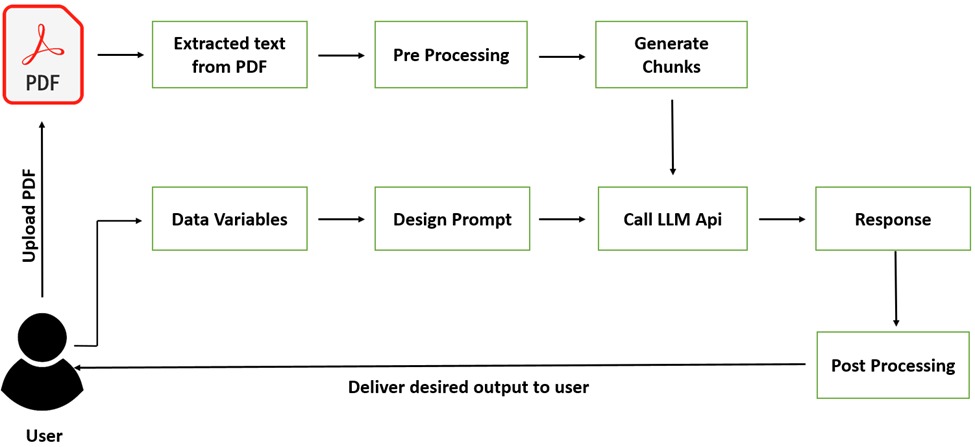 PDF
Extracted text
from PDF
Pre Processing
Generate
Chunks
Upload PDF
Data Variables
Design Prompt
Call LLM Api
Response
Post Processing
Deliver desired output to user
User